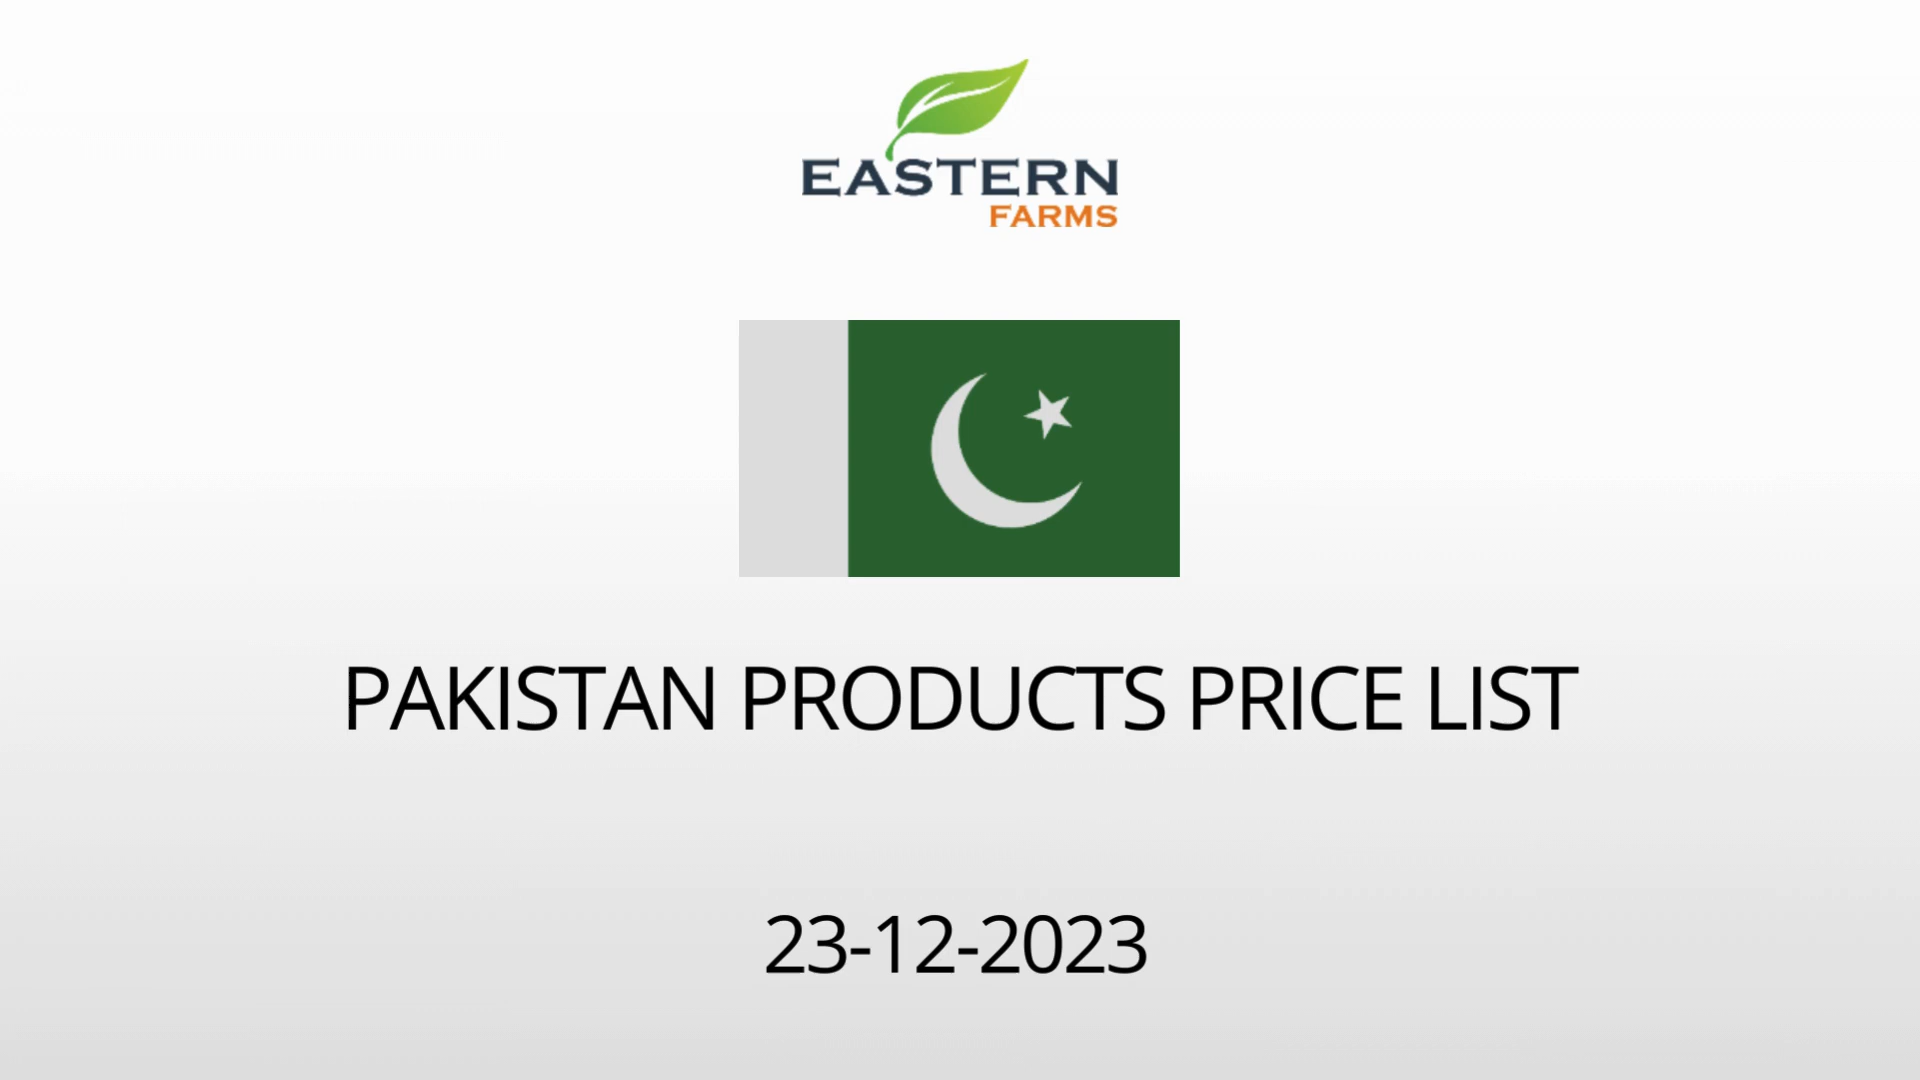 EASTERN
FARMS
PAKISTAN PRODUCTS PRICE LIST
23-12-2023